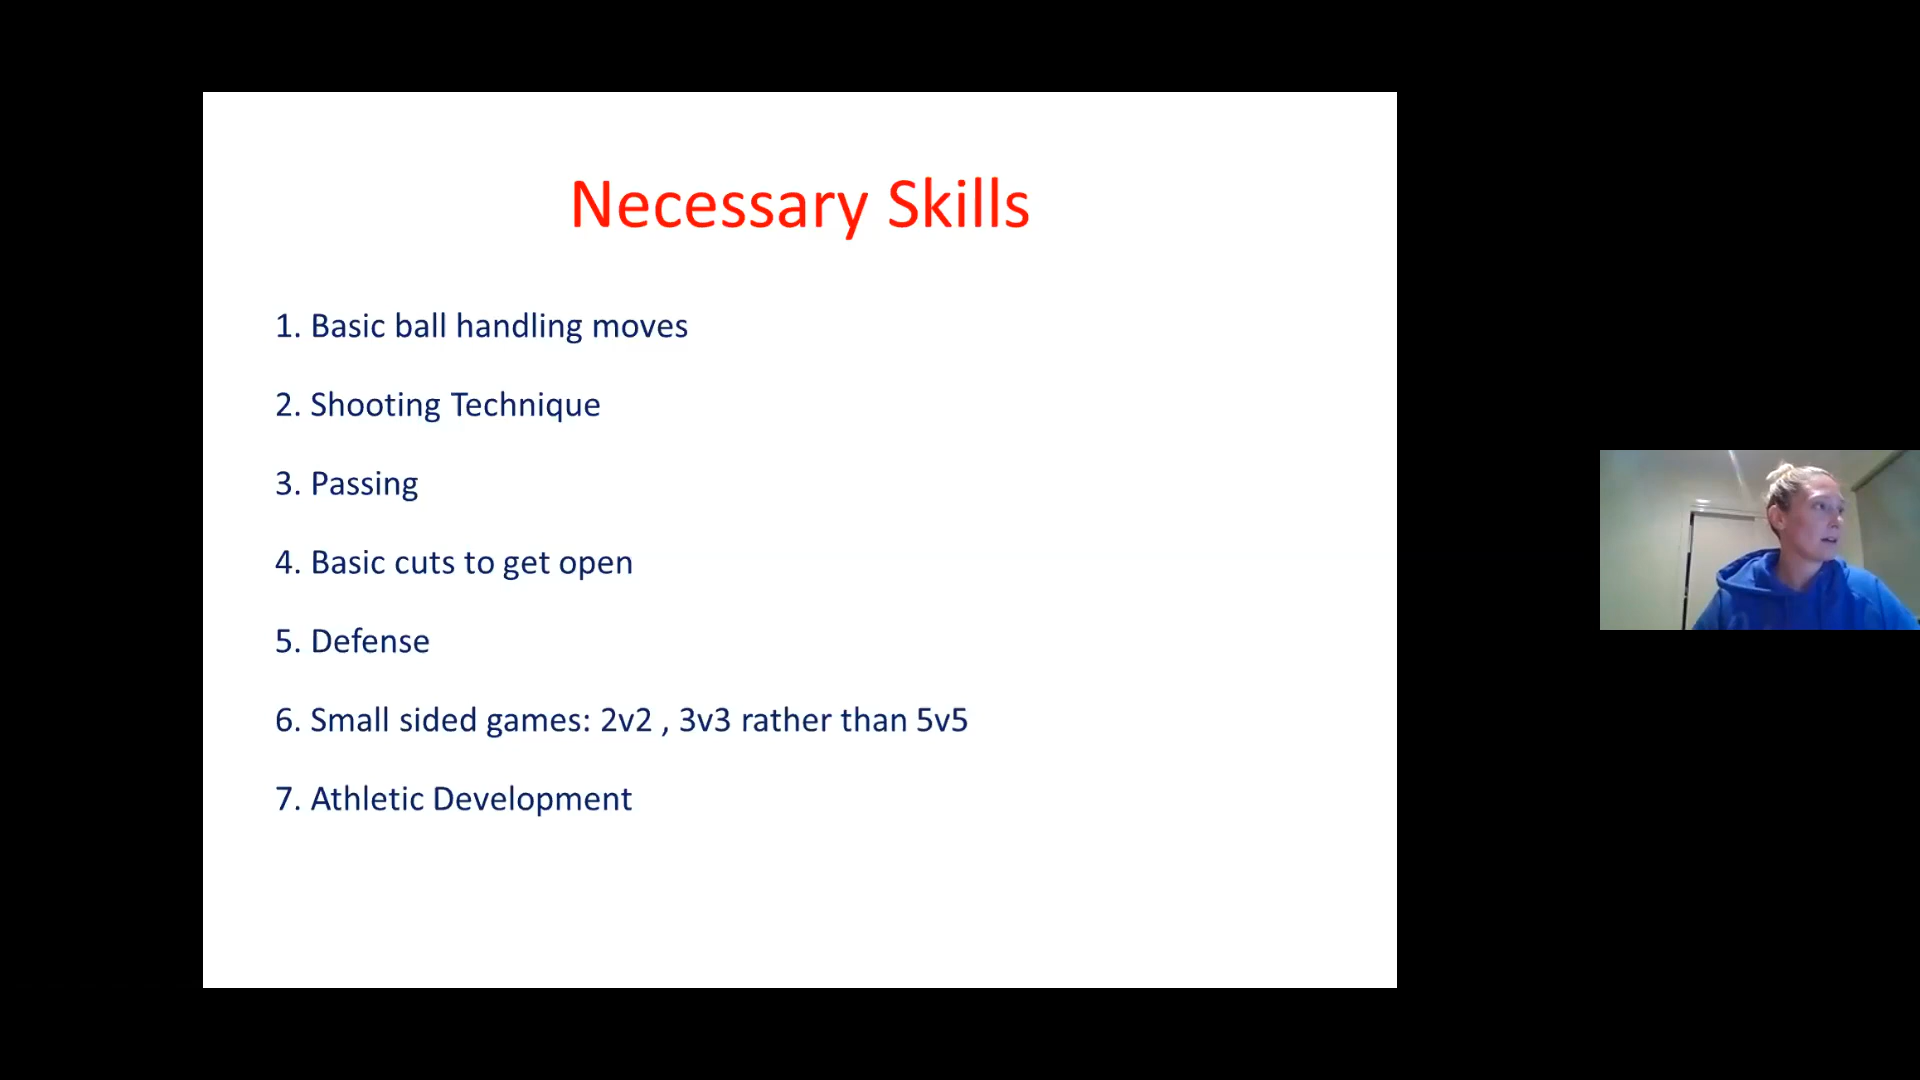 Necessary Skills
1. Basic ball handling moves
2. Shooting Technique
3. Passing
4. Basic cuts to get open
5. Defense
6. Small sided games: 2v2 , 3v3 rather than 5v5
7. Athletic Development